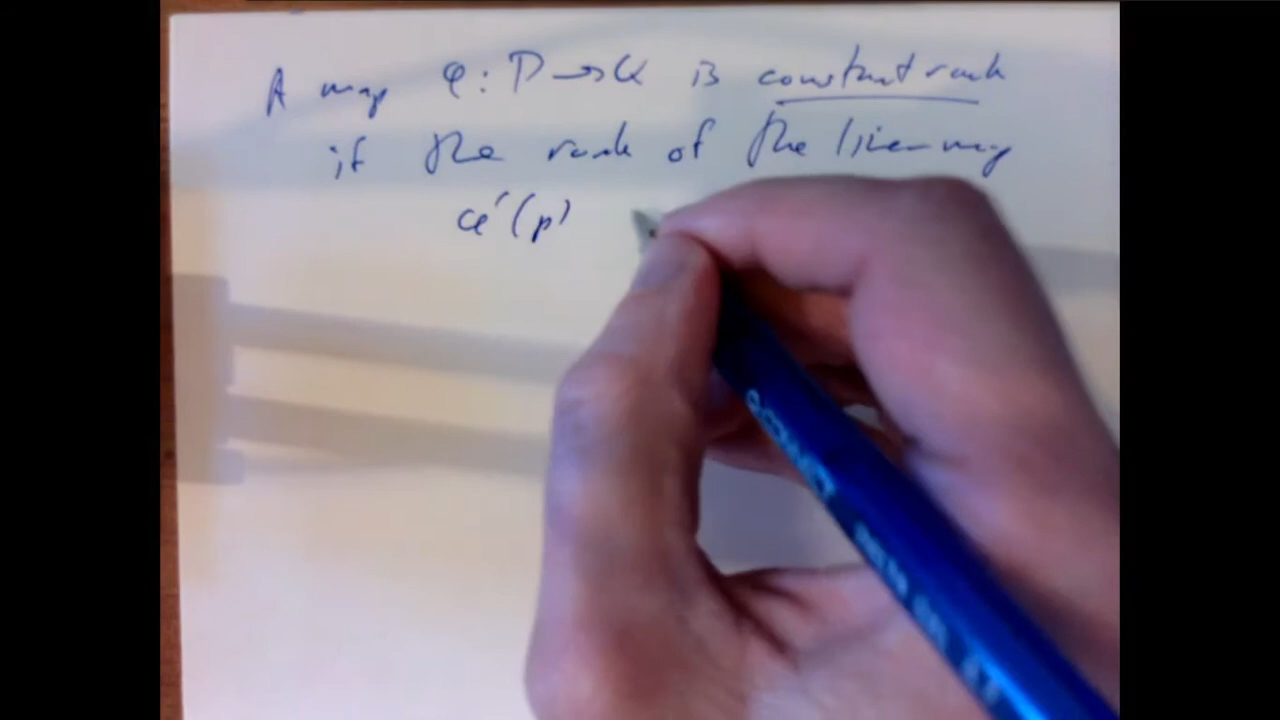 A map φ: P → Q is constant rank
if the rank of the linear map
φ'(p)